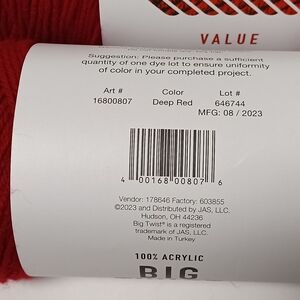 VALUE
Suggestion: Please purchase a sufficient
quantity of one dye lot to ensure uniformity
of color in your completed project.
Art # Color Lot #
16800807 Deep Red 646744
MFG: 08 / 2023
4 00168 00807 6
Vendor: 178646 Factory: 603855
©2023 and Distributed by JAS, LLC.
Hudson, OH 44236
Big Twist® is a registered
trademark of JAS, LLC.
Made in Turkey
100% ACRYLIC
BIG